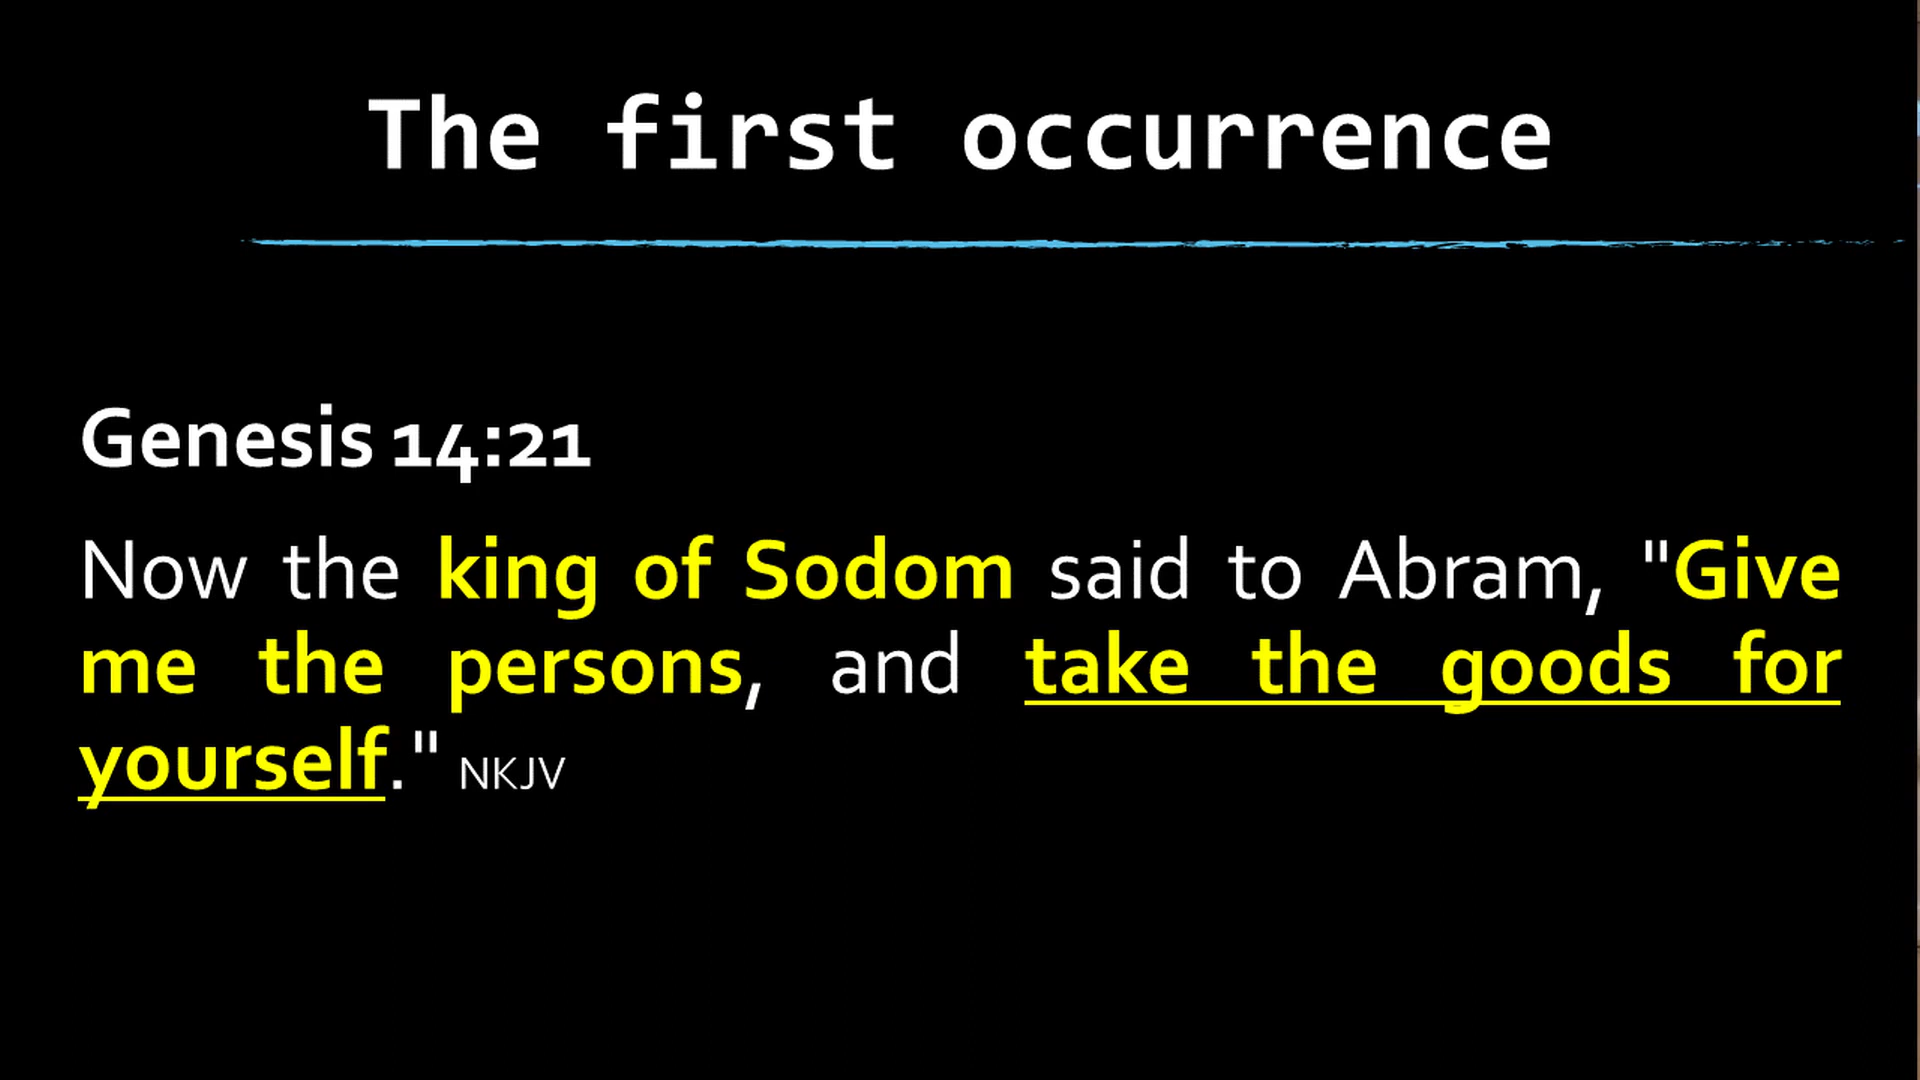 The first occurrence
Genesis 14:21
Now the king of Sodom said to Abram, "Give
me the persons, and take the goods for
yourself." NKJV